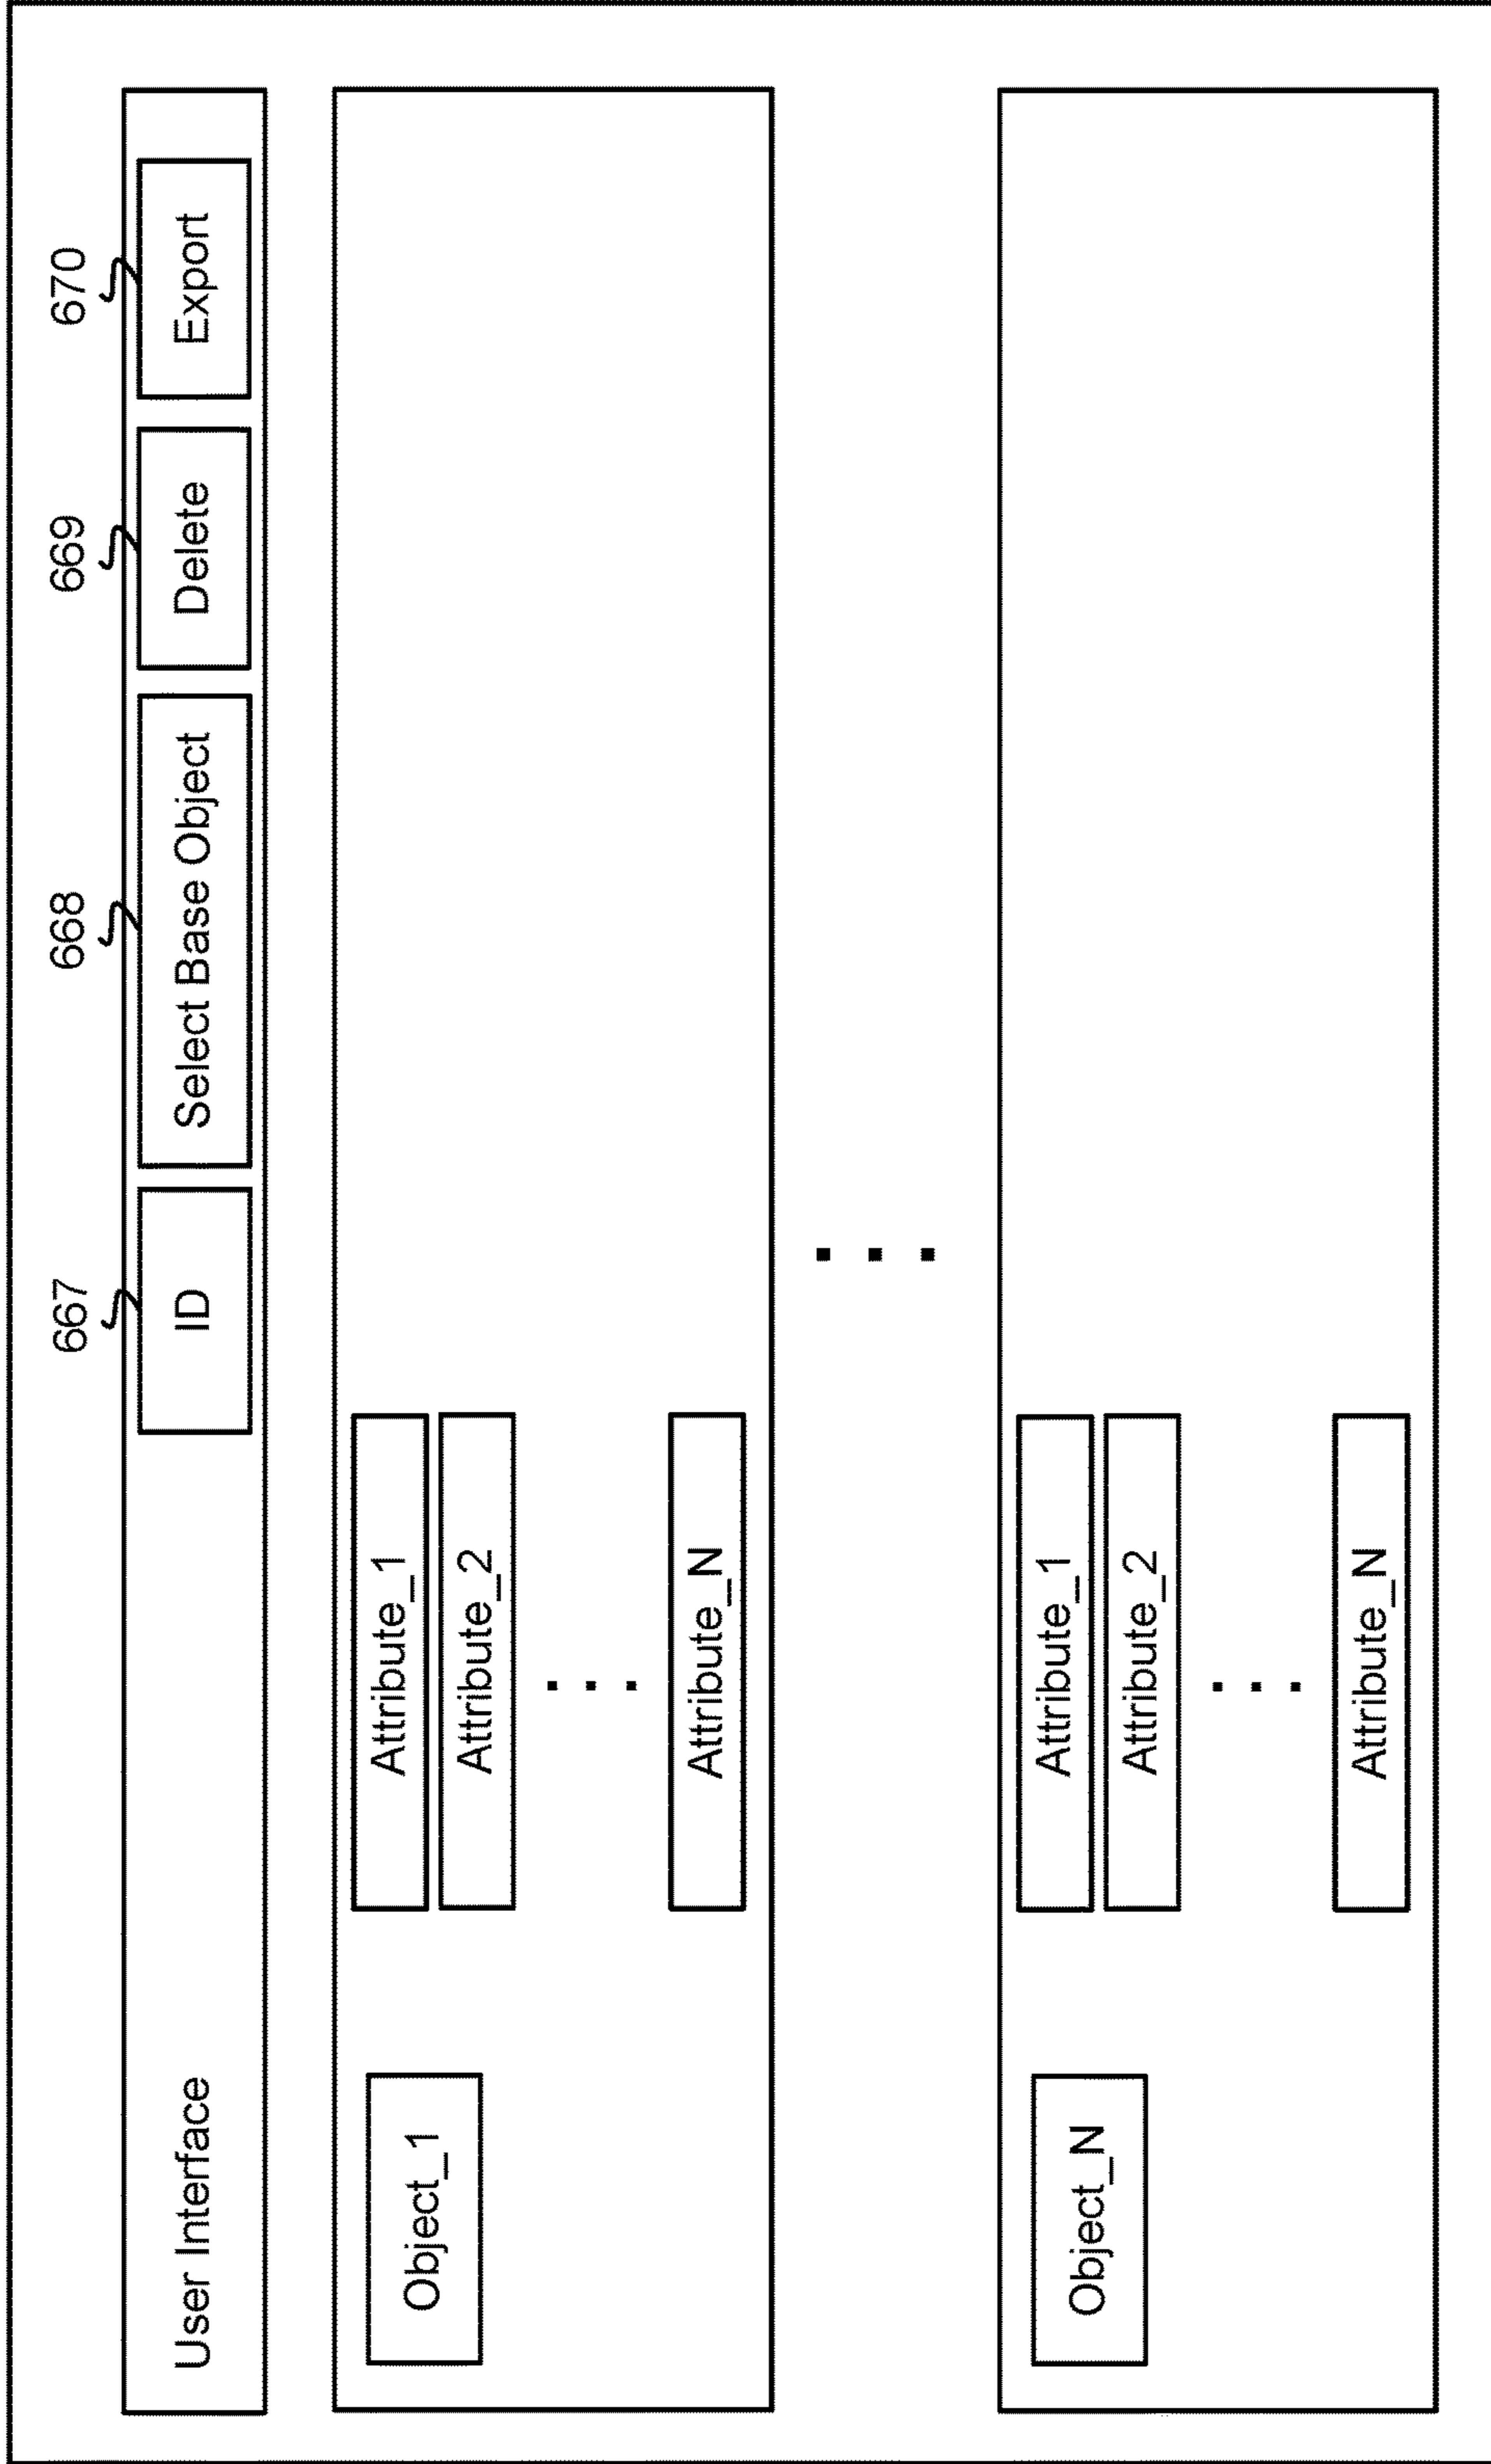 667 668 669 670
User Interface ID Select Base Object Delete Export
Object_1 Attribute_1
Attribute_2
Attribute_N
Object_N Attribute_1
Attribute_2
Attribute_N